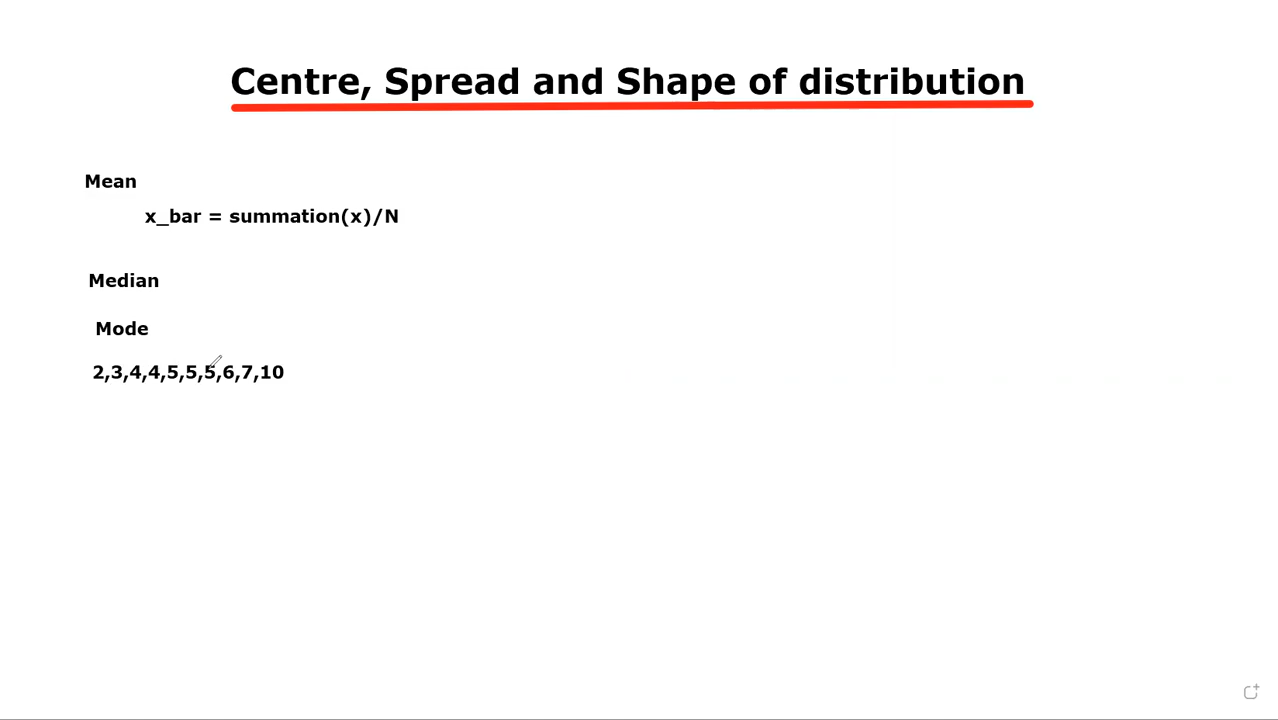 Centre, Spread and Shape of distribution
Mean
x_bar = summation(x)/N
Median
Mode
2,3,4,4,5,5,5,6,7,10